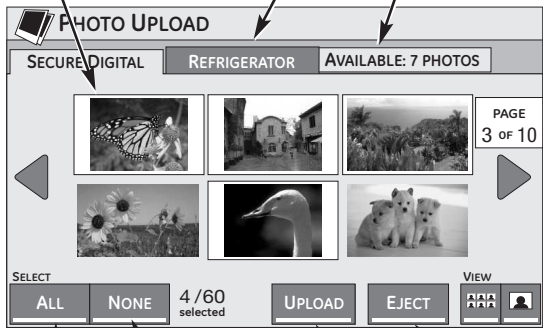 PHOTO UPLOAD
SECURE DIGITAL
REFRIGERATOR
AVAILABLE: 7 PHOTOS
PAGE
3 OF 10
SELECT
VIEW
ALL
NONE
4/60
selected
UPLOAD
EJECT